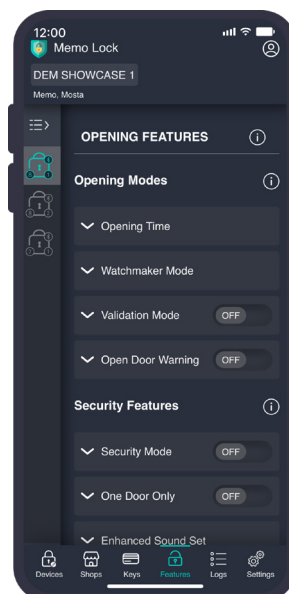 12:00
Memo Lock
DEM SHOWCASE 1
Memo, Mosta
OPENING FEATURES
Opening Modes
Opening Time
Watchmaker Mode
Validation Mode OFF
Open Door Warning OFF
Security Features
Security Mode OFF
One Door Only OFF
Enhanced Sound Set
Devices Shops Keys Features Logs Settings